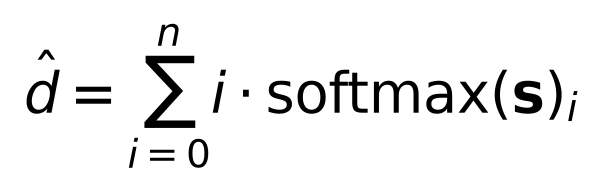 d̂ = ∑_{i=0}^{n} i · softmax(𝐬)_i